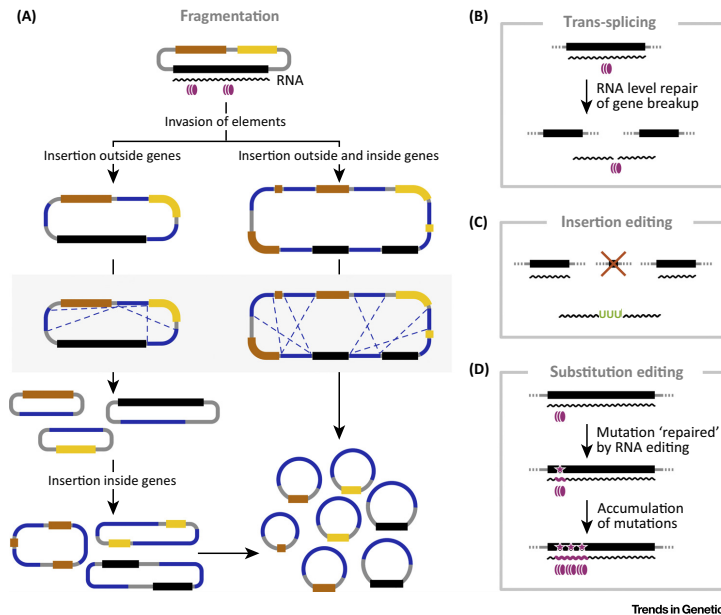 (A)
Fragmentation
RNA
Invasion of elements
Insertion outside genes
Insertion outside and inside genes
Insertion inside genes
(B)
Trans-splicing
RNA level repair
of gene breakup
(C)
Insertion editing
UUU
(D)
Substitution editing
Mutation ‘repaired’
by RNA editing
Accumulation
of mutations
Trends in Genetic